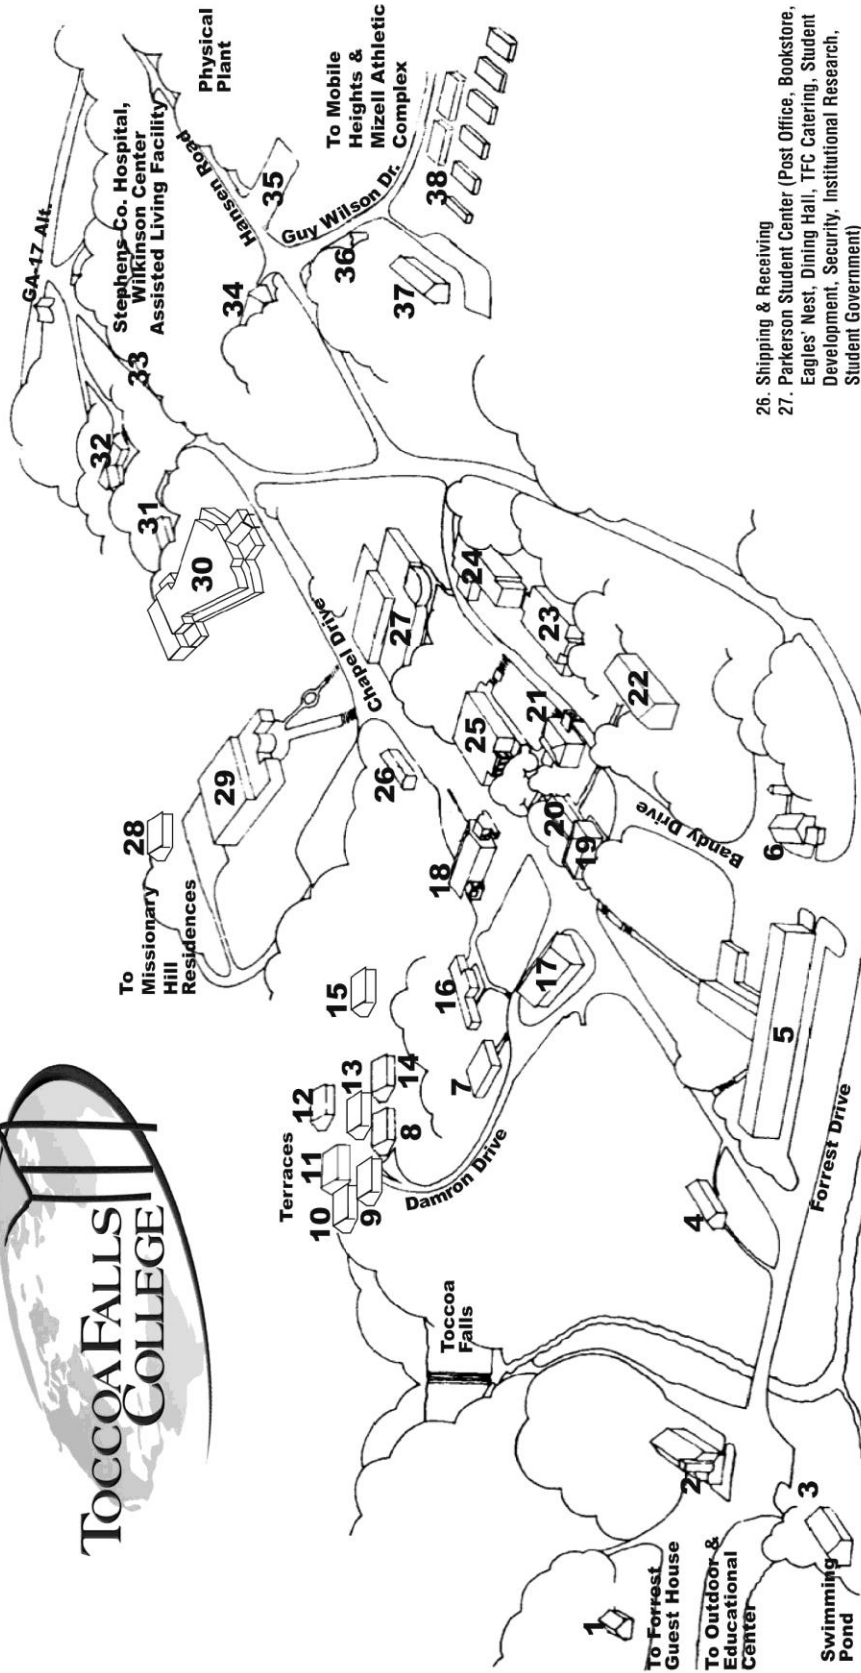 TOCCOA FALLS
COLLEGE
GA-17 Alt.
Stephens Co. Hospital,
Wilkinson Center
Assisted Living Facility
Physical
Plant
Hansen Road
To Mobile
Heights &
Mizell Athletic
Complex
Guy Wilson Dr.
32
33
31
30
34
35
36
37
38
To
Missionary
Hill
Residences
28
29
Chapel Drive
26
27
24
25
23
21
22
20
19
18
Bandy Drive
6
15
16
17
Terraces
12
13
14
11
10
9
8
7
Damron Drive
5
4
Forrest Drive
Toccoa
Falls
2
3
1
To Forrest
Guest House
To Outdoor &
Educational
Center
Swimming
Pond
26. Shipping & Receiving
27. Parkerson Student Center (Post Office, Bookstore,
Eagles' Nest, Dining Hall, TFC Catering, Student
Development, Security, Institutional Research,
Student Government)